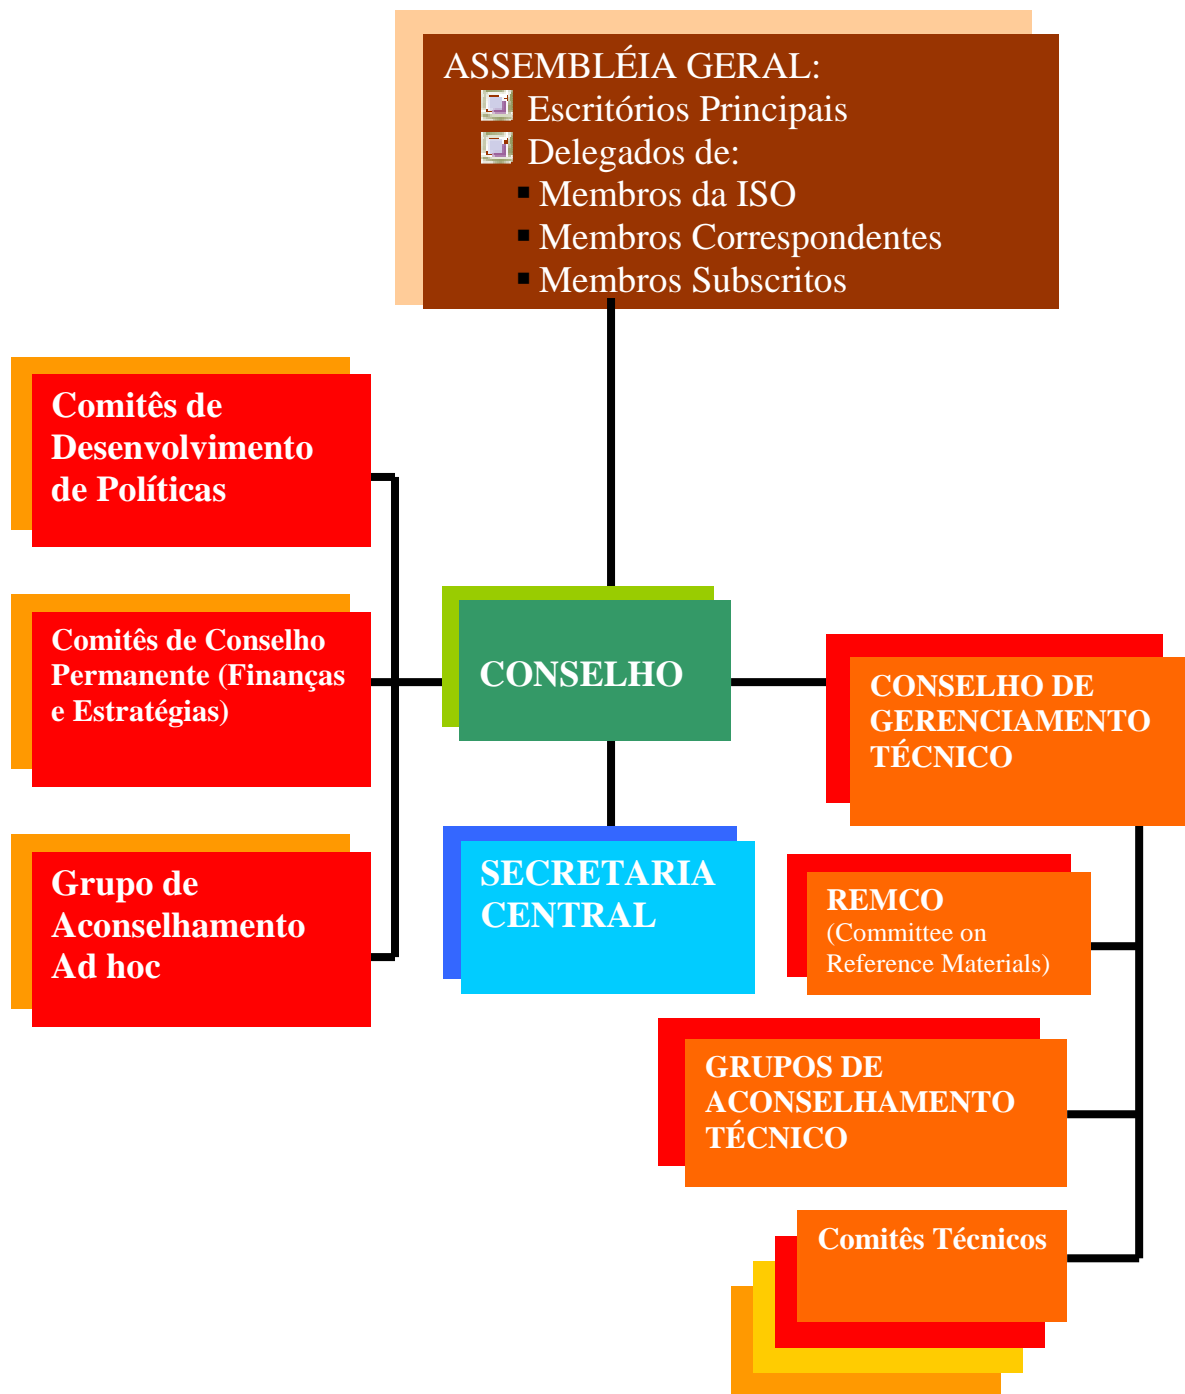 ASSEMBLÉIA GERAL:
Escritórios Principais
Delegados de:
Membros da ISO
Membros Correspondentes
Membros Subscritos
Comitês de
Desenvolvimento
de Políticas
Comitês de Conselho
Permanente (Finanças
e Estratégias)
Grupo de
Aconselhamento
Ad hoc
CONSELHO
SECRETARIA
CENTRAL
CONSELHO DE
GERENCIAMENTO
TÉCNICO
REMCO
(Committee on
Reference Materials)
GRUPOS DE
ACONSELHAMENTO
TÉCNICO
Comitês Técnicos